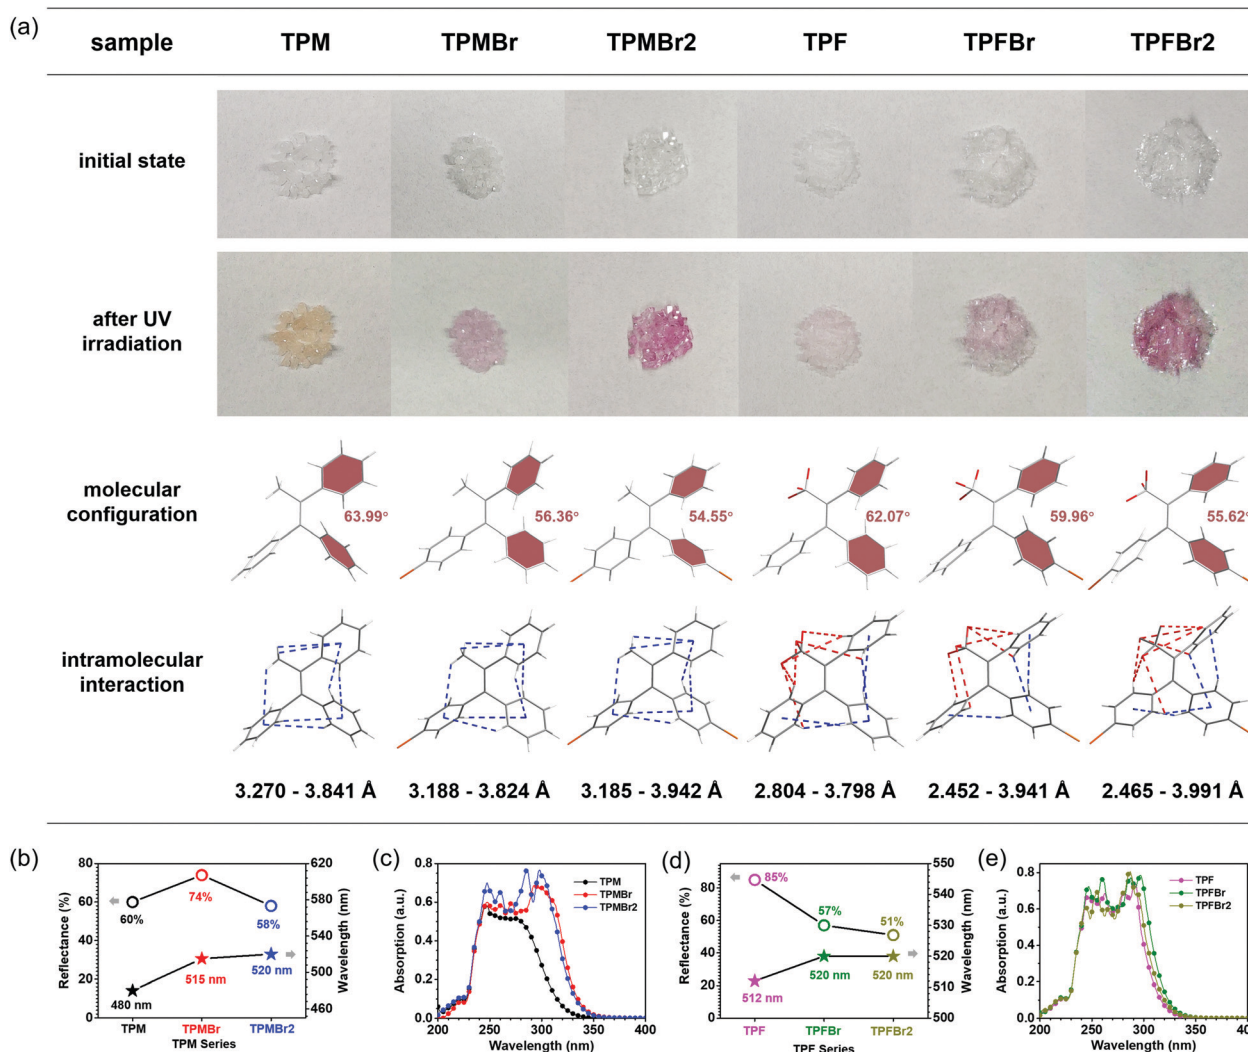 (a)
sample TPM TPMBr TPMBr2 TPF TPFBr TPFBr2
initial state
after UV
irradiation
molecular
configuration
63.99° 56.36° 54.55° 62.07° 59.96° 55.62°
intramolecular
interaction
3.270 - 3.841 Å 3.188 - 3.824 Å 3.185 - 3.942 Å 2.804 - 3.798 Å 2.452 - 3.941 Å 2.465 - 3.991 Å
(b)
Reflectance (%)
80
60
40
20
0
60%
74%
58%
480 nm
515 nm
520 nm
620
580
540
500
460
Wavelength (nm)
TPM TPMBr TPMBr2
TPM Series
(c)
Absorption (a.u.)
0.8
0.6
0.4
0.2
0.0
TPM
TPMBr
TPMBr2
200 250 300 350 400
Wavelength (nm)
(d)
Reflectance (%)
80
60
40
20
0
85%
57%
51%
512 nm
520 nm
520 nm
550
540
530
520
510
500
Wavelength (nm)
TPF TPFBr TPFBr2
TPF Series
(e)
Absorption (a.u.)
0.8
0.6
0.4
0.2
0.0
TPF
TPFBr
TPFBr2
200 250 300 350 400
Wavelength (nm)